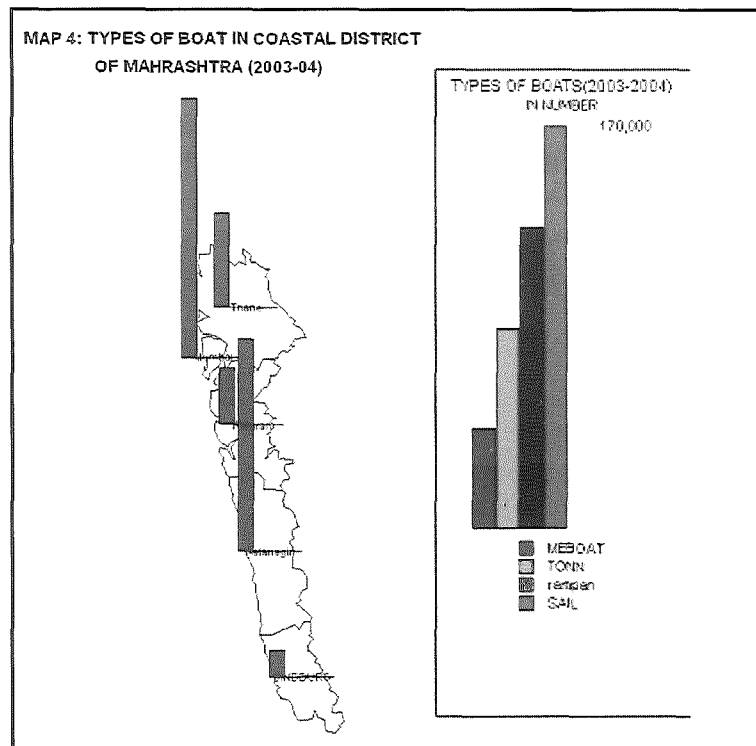 MAP 4: TYPES OF BOAT IN COASTAL DISTRICT
OF MAHRASHTRA (2003-04)
TYPES OF BOATS(2003-2004)
IN NUMBER
170,000
Thane
MEBOAT
TONN
rampan
SAIL